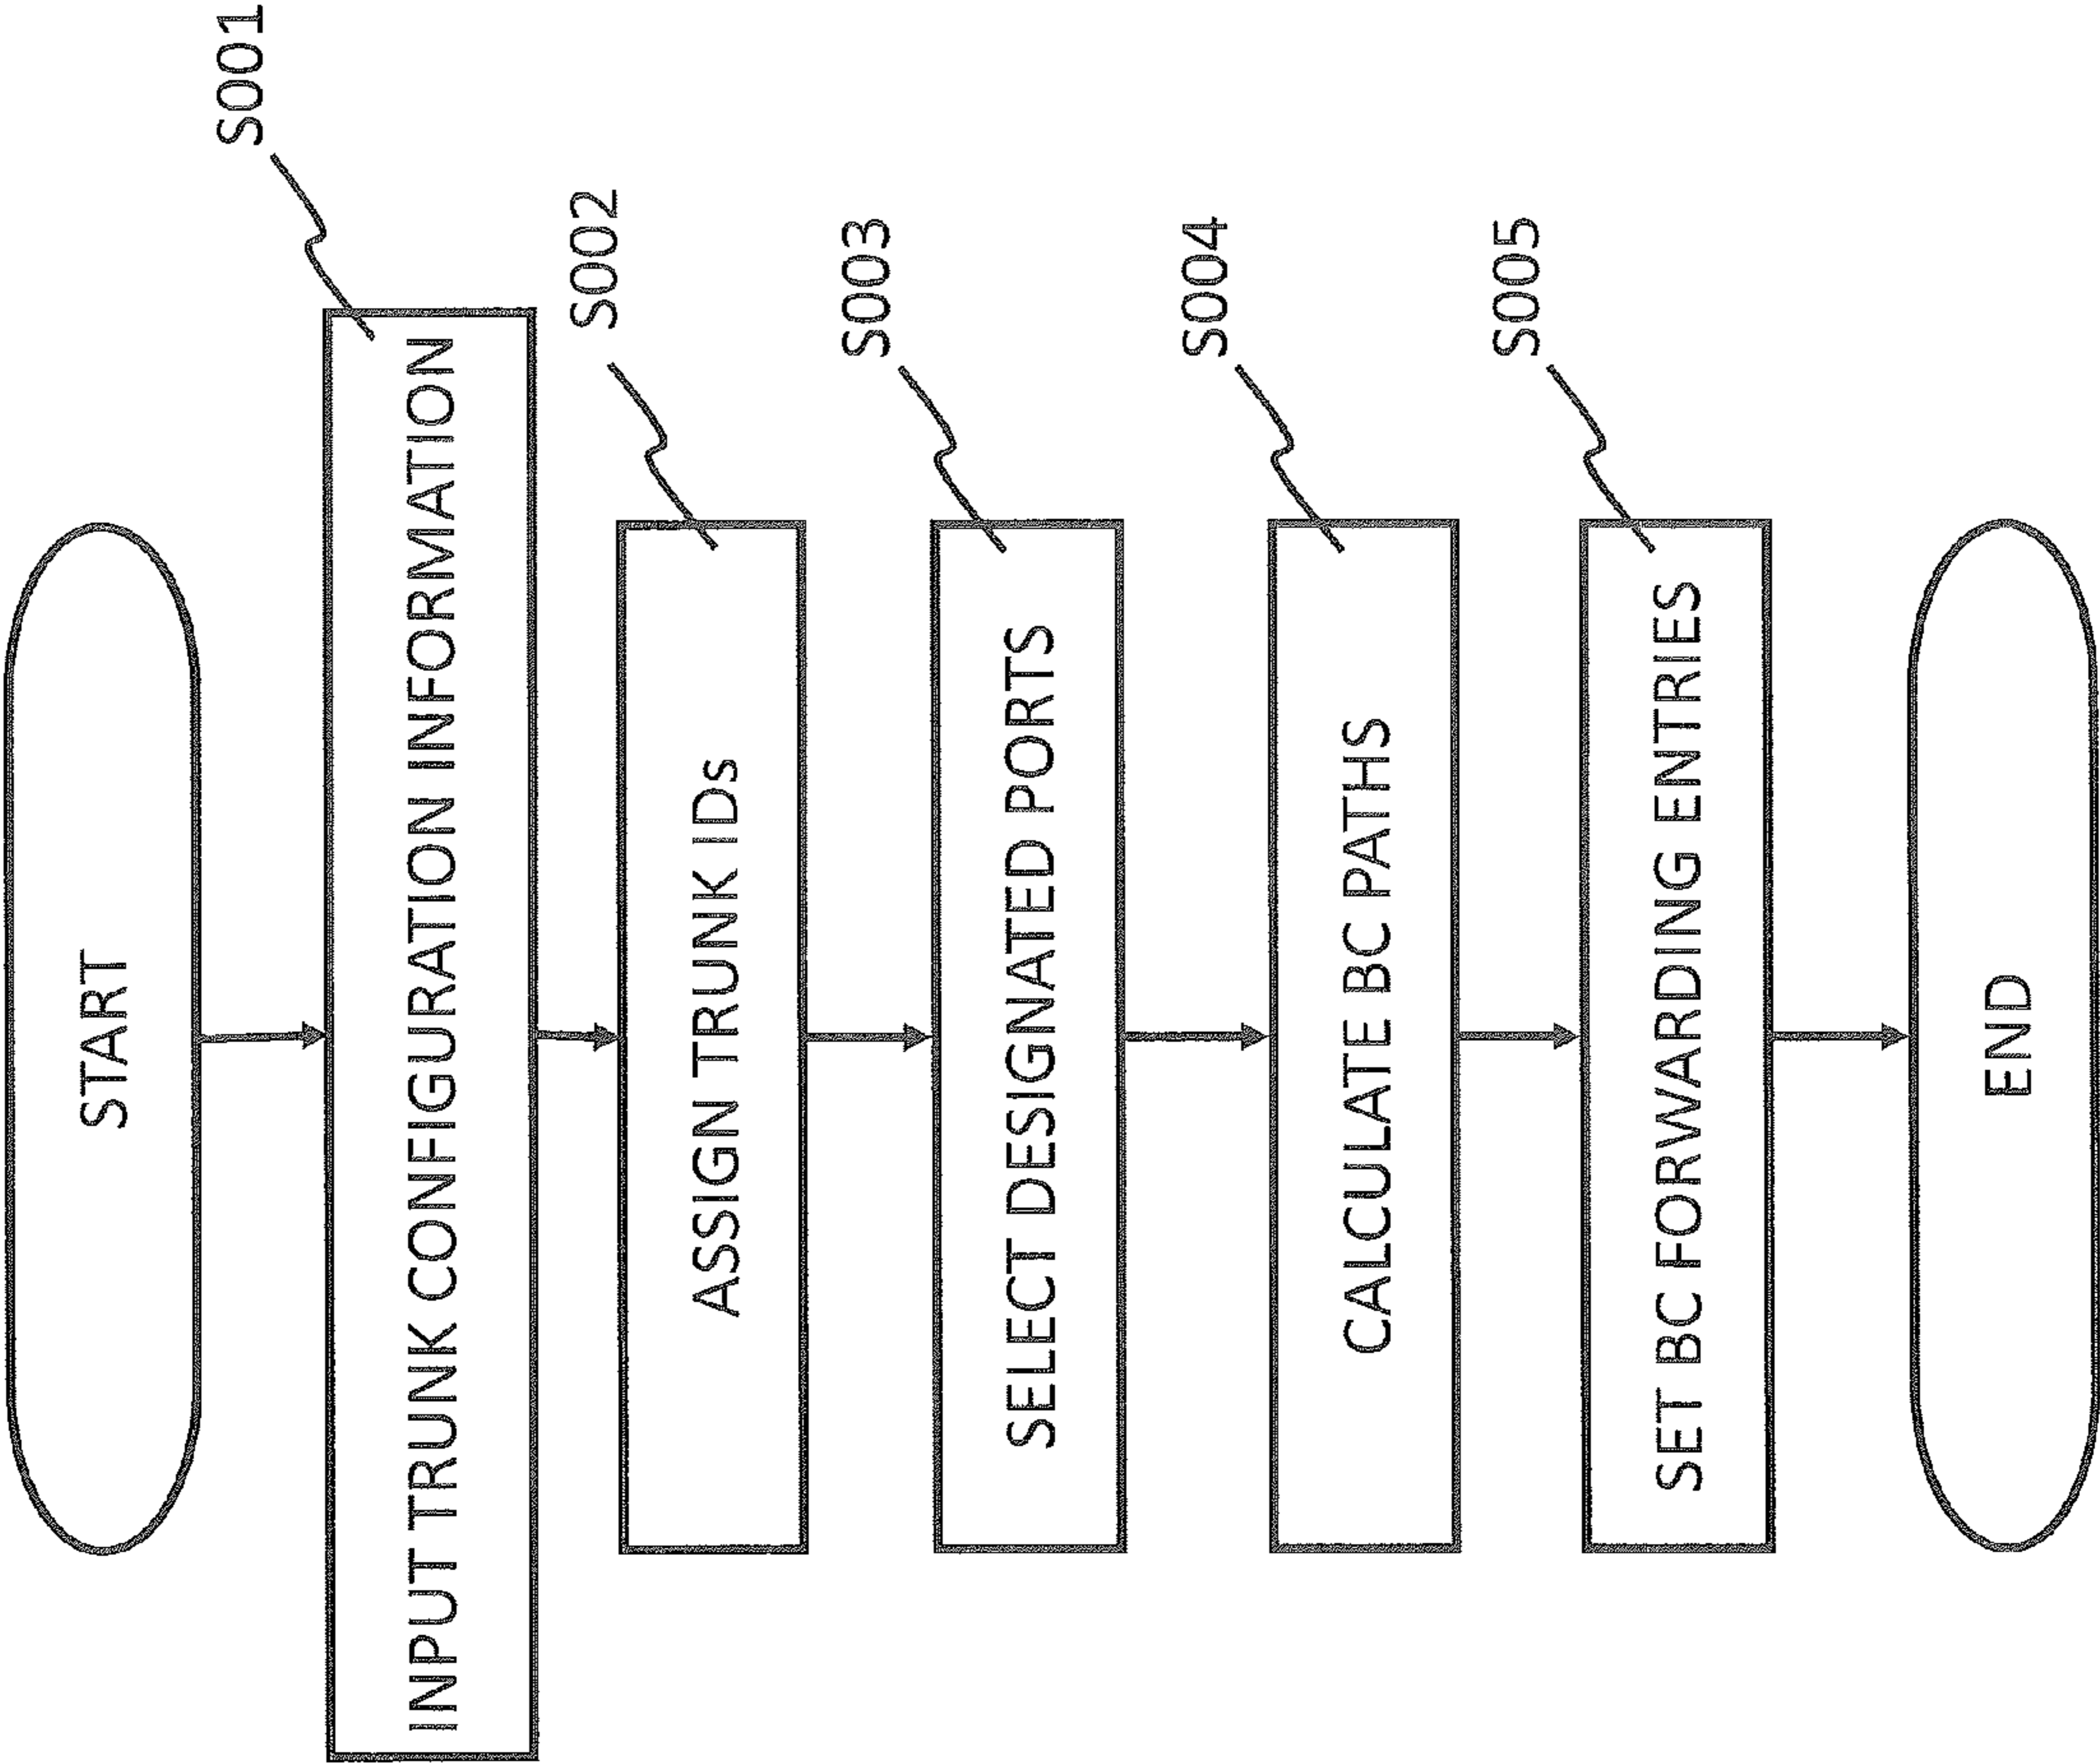 START
INPUT TRUNK CONFIGURATION INFORMATION
S001
ASSIGN TRUNK IDs
S002
SELECT DESIGNATED PORTS
S003
CALCULATE BC PATHS
S004
SET BC FORWARDING ENTRIES
S005
END